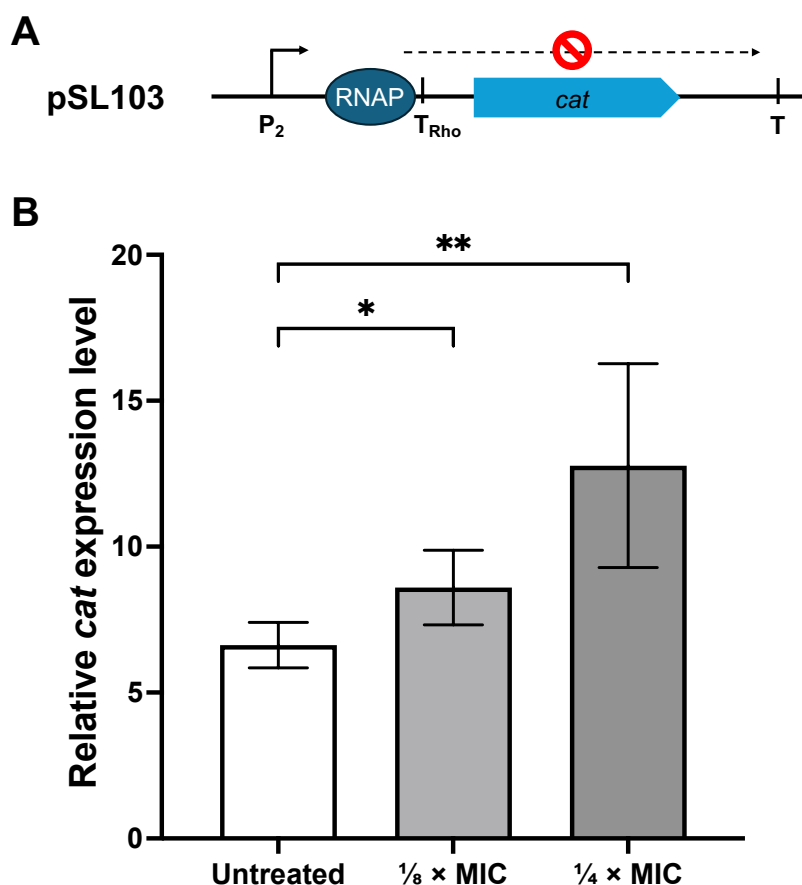 A
pSL103
RNAP
cat
P₂
T_Rho
T
B
**
*
Relative cat expression level
20
15
10
5
0
Untreated
⅛ × MIC
¼ × MIC